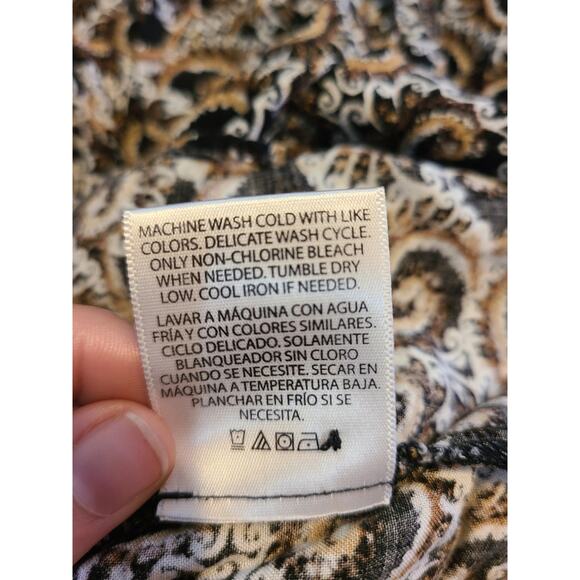 MACHINE WASH COLD WITH LIKE
COLORS. DELICATE WASH CYCLE.
ONLY NON-CHLORINE BLEACH
WHEN NEEDED. TUMBLE DRY
LOW. COOL IRON IF NEEDED.
LAVAR A MÁQUINA CON AGUA
FRÍA Y CON COLORES SIMILARES.
CICLO DELICADO. SOLAMENTE
BLANQUEADOR SIN CLORO
CUANDO SE NECESITE. SECAR EN
MÁQUINA A TEMPERATURA BAJA.
PLANCHAR EN FRÍO SI SE
NECESITA.